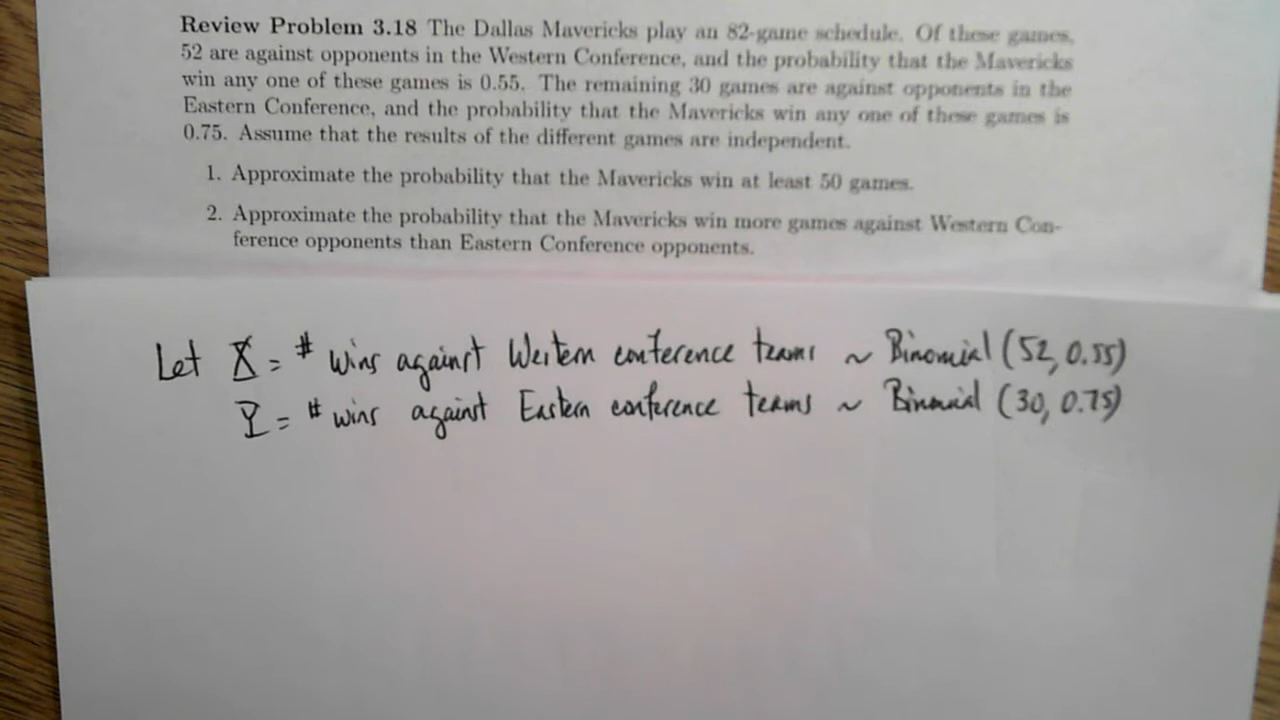 Review Problem 3.18 The Dallas Mavericks play an 82-game schedule. Of these games,
52 are against opponents in the Western Conference, and the probability that the Mavericks
win any one of these games is 0.55. The remaining 30 games are against opponents in the
Eastern Conference, and the probability that the Mavericks win any one of these games is
0.75. Assume that the results of the different games are independent.
1. Approximate the probability that the Mavericks win at least 50 games.
2. Approximate the probability that the Mavericks win more games against Western Con-
ference opponents than Eastern Conference opponents.
Let X = # wins against Western conference teams ~ Binomial (52, 0.55)
Y = # wins against Eastern conference teams ~ Binomial (30, 0.75)